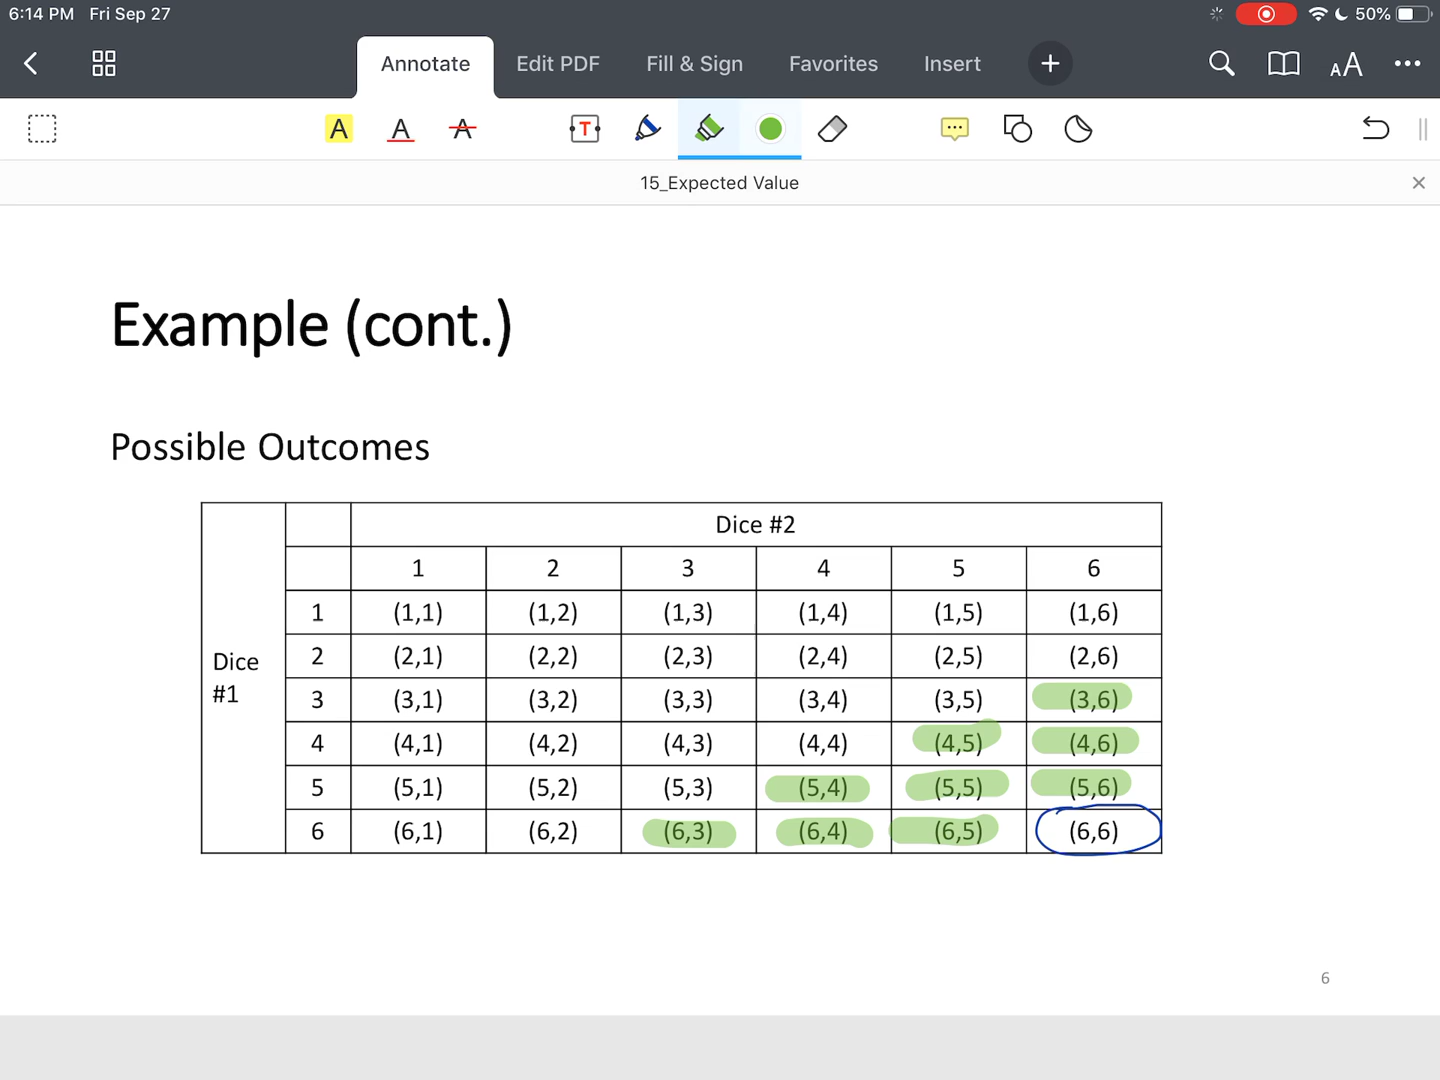 6:14 PM Fri Sep 27
50%
Annotate Edit PDF Fill & Sign Favorites Insert
AA
A A A T
15_Expected Value
Example (cont.)
Possible Outcomes
Dice #2
1 2 3 4 5 6
1 (1,1) (1,2) (1,3) (1,4) (1,5) (1,6)
2 (2,1) (2,2) (2,3) (2,4) (2,5) (2,6)
Dice
#1
3 (3,1) (3,2) (3,3) (3,4) (3,5) (3,6)
4 (4,1) (4,2) (4,3) (4,4) (4,5) (4,6)
5 (5,1) (5,2) (5,3) (5,4) (5,5) (5,6)
6 (6,1) (6,2) (6,3) (6,4) (6,5) (6,6)
6